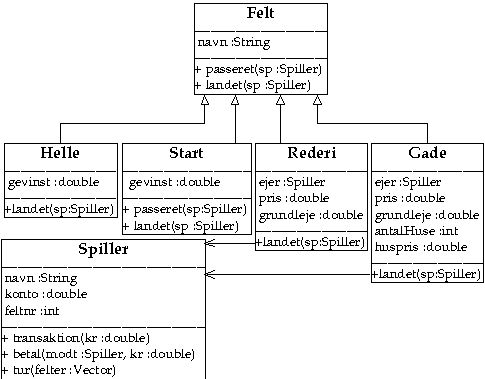 Felt
navn :String
+ passeret(sp :Spiller)
+ landet(sp :Spiller)
Helle
gevinst :double
+landet(sp:Spiller)
Start
gevinst :double
+ passeret(sp:Spiller)
+ landet (sp :Spiller)
Rederi
ejer :Spiller
pris :double
grundleje :double
+landet(sp:Spiller)
Gade
ejer :Spiller
pris :double
grundleje :double
antalHuse :int
huspris :double
+landet(sp:Spiller)
Spiller
navn :String
konto :double
feltnr :int
+ transaktion(kr :double)
+ betal(modt :Spiller, kr :double)
+ tur(felter :Vector)